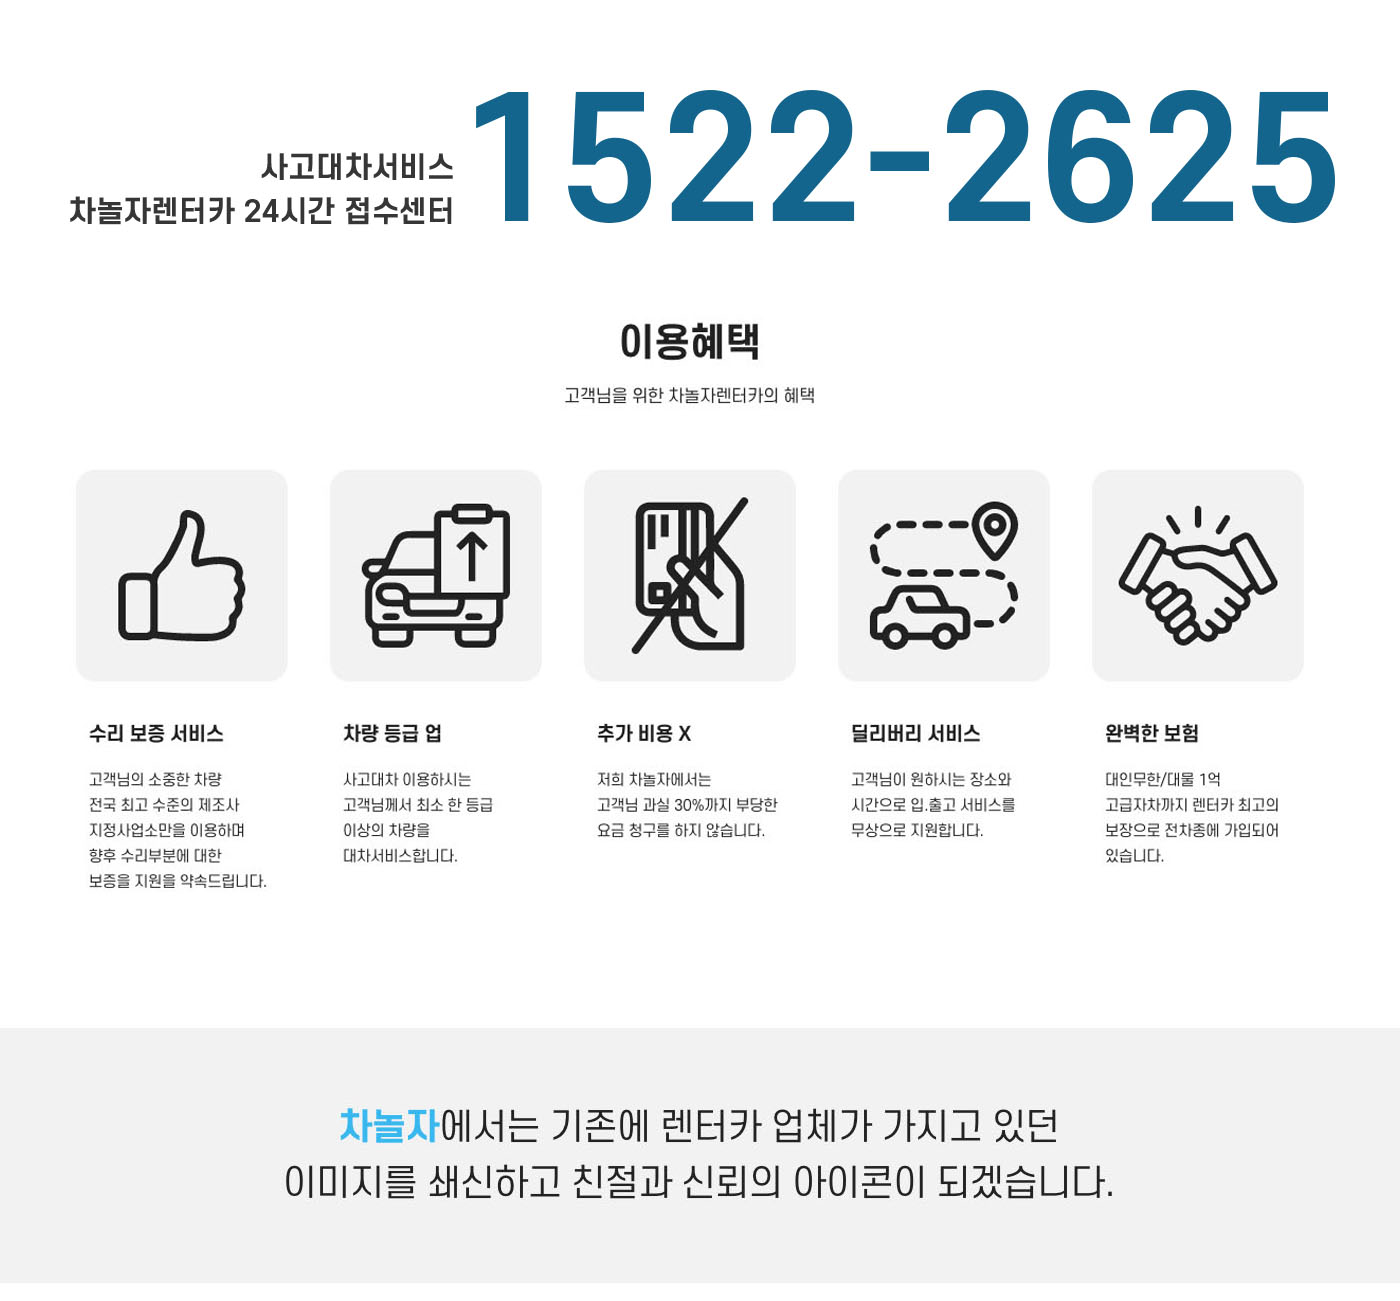 사고대차서비스
차놀자렌터카 24시간 접수센터
1522-2625
이용혜택
고객님을 위한 차놀자렌터카의 혜택
수리 보증 서비스
고객님의 소중한 차량
전국 최고 수준의 제조사
지정사업소만을 이용하며
향후 수리부분에 대한
보증을 지원을 약속드립니다.
차량 등급 업
사고대차 이용하시는
고객님께서 최소 한 등급
이상의 차량을
대차서비스합니다.
추가 비용 X
저희 차놀자에서는
고객님 과실 30%까지 부당한
요금 청구를 하지 않습니다.
딜리버리 서비스
고객님이 원하시는 장소와
시간으로 입.출고 서비스를
무상으로 지원합니다.
완벽한 보험
대인무한/대물 1억
고급자차까지 렌터카 최고의
보장으로 전차종에 가입되어
있습니다.
차놀자에서는 기존에 렌터카 업체가 가지고 있던
이미지를 쇄신하고 친절과 신뢰의 아이콘이 되겠습니다.